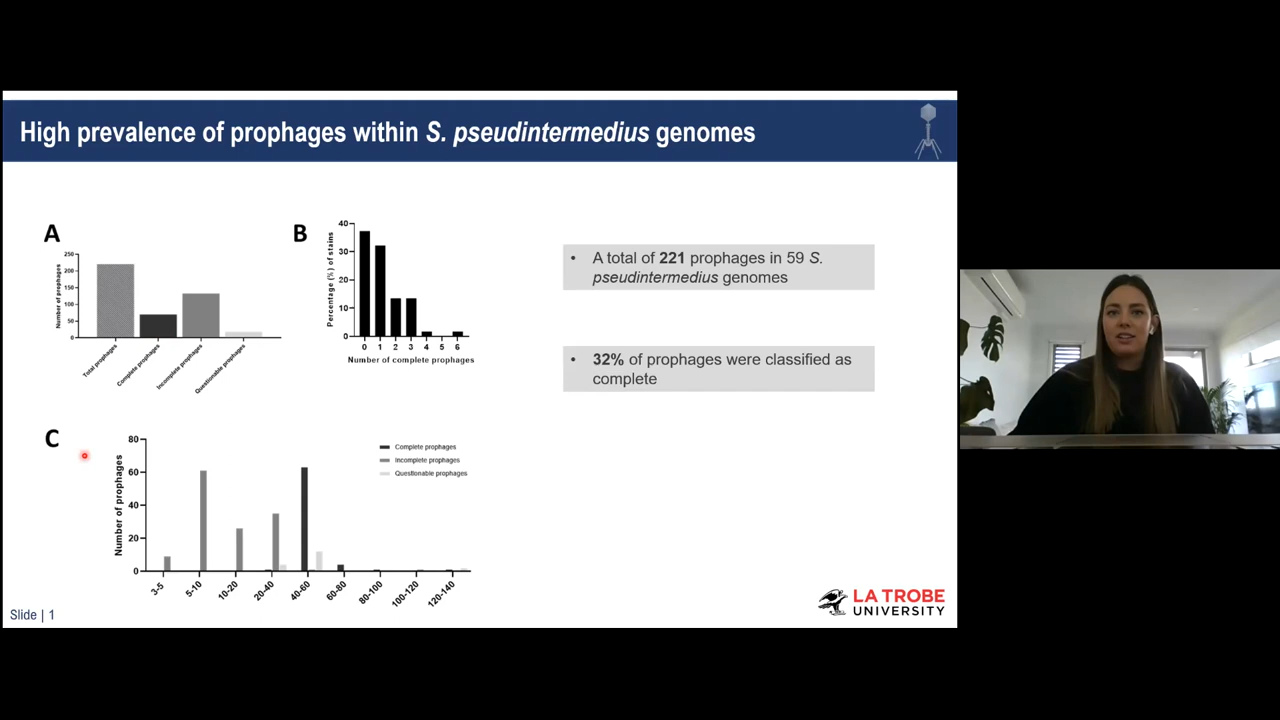 High prevalence of prophages within S. pseudintermedius genomes
A
Number of prophages
250
200
150
100
50
0
Total prophages
Complete prophages
Incomplete prophages
Questionable prophages
B
Percentage (%) of stains
40
30
20
10
0
0 1 2 3 4 5 6
Number of complete prophages
• A total of 221 prophages in 59 S.
pseudintermedius genomes
• 32% of prophages were classified as
complete
C
Number of prophages
80
60
40
20
0
Complete prophages
Incomplete prophages
Questionable prophages
3-5
5-10
10-20
20-40
40-60
60-80
80-100
100-120
120-140
Slide | 1
LA TROBE
UNIVERSITY